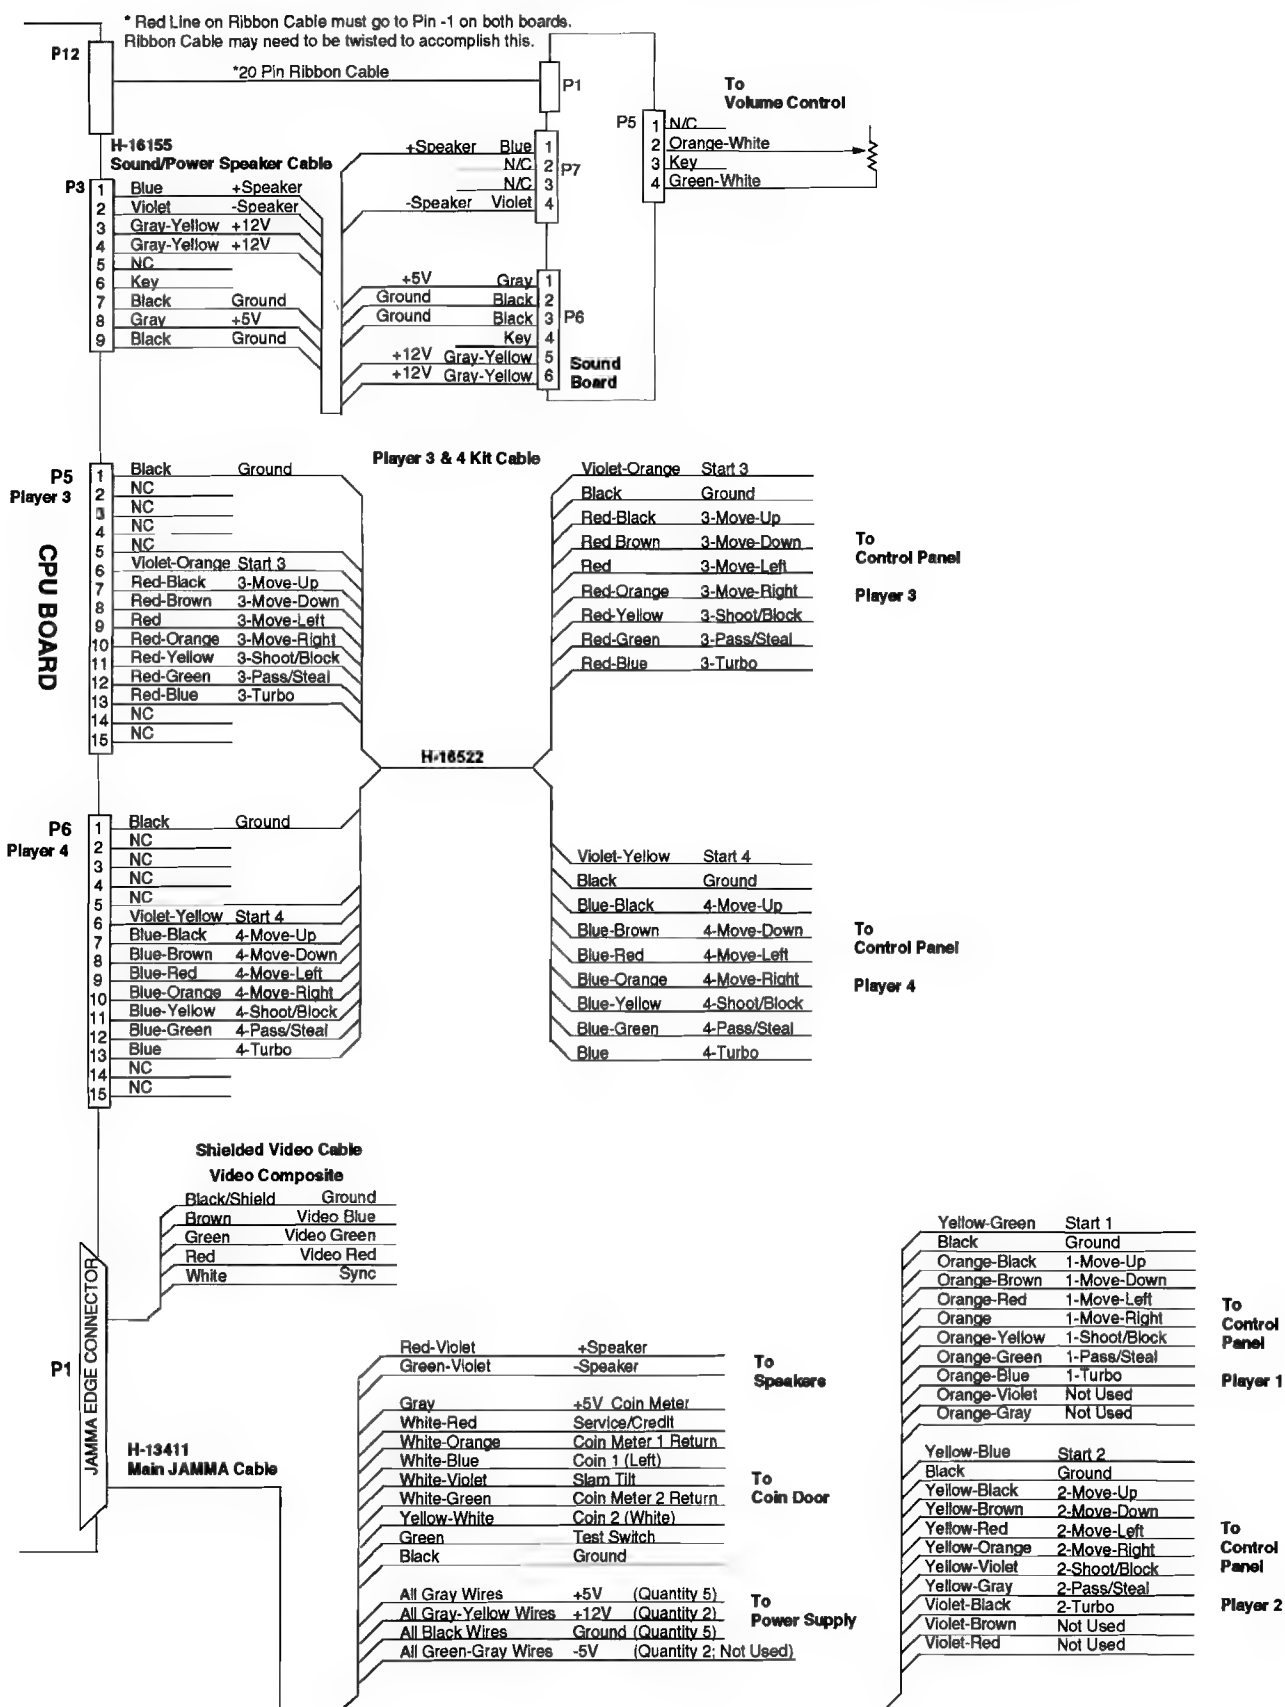 * Red Line on Ribbon Cable must go to Pin -1 on both boards.
Ribbon Cable may need to be twisted to accomplish this.
P12
*20 Pin Ribbon Cable
P1
To
Volume Control
P5
1 N/C
2 Orange-White
3 Key
4 Green-White
H-16155
Sound/Power Speaker Cable
P3
1 Blue +Speaker
2 Violet -Speaker
3 Gray-Yellow +12V
4 Gray-Yellow +12V
5 NC
6 Key
7 Black Ground
8 Gray +5V
9 Black Ground
+Speaker Blue 1
N/C 2
P7
N/C 3
-Speaker Violet 4
+5V Gray 1
Ground Black 2
Ground Black 3
P6
Key 4
+12V Gray-Yellow 5
+12V Gray-Yellow 6
Sound
Board
CPU BOARD
Player 3 & 4 Kit Cable
P5
Player 3
1 Black Ground
2 NC
3 NC
4 NC
5 NC
6 Violet-Orange Start 3
7 Red-Black 3-Move-Up
8 Red-Brown 3-Move-Down
9 Red 3-Move-Left
10 Red-Orange 3-Move-Right
11 Red-Yellow 3-Shoot/Block
12 Red-Green 3-Pass/Steal
13 Red-Blue 3-Turbo
14 NC
15 NC
Violet-Orange Start 3
Black Ground
Red-Black 3-Move-Up
Red Brown 3-Move-Down
Red 3-Move-Left
Red-Orange 3-Move-Right
Red-Yellow 3-Shoot/Block
Red-Green 3-Pass/Steal
Red-Blue 3-Turbo
To
Control Panel
Player 3
H-16522
P6
Player 4
1 Black Ground
2 NC
3 NC
4 NC
5 NC
6 Violet-Yellow Start 4
7 Blue-Black 4-Move-Up
8 Blue-Brown 4-Move-Down
9 Blue-Red 4-Move-Left
10 Blue-Orange 4-Move-Right
11 Blue-Yellow 4-Shoot/Block
12 Blue-Green 4-Pass/Steal
13 Blue 4-Turbo
14 NC
15 NC
Violet-Yellow Start 4
Black Ground
Blue-Black 4-Move-Up
Blue-Brown 4-Move-Down
Blue-Red 4-Move-Left
Blue-Orange 4-Move-Right
Blue-Yellow 4-Shoot/Block
Blue-Green 4-Pass/Steal
Blue 4-Turbo
To
Control Panel
Player 4
Shielded Video Cable
Video Composite
Black/Shield Ground
Brown Video Blue
Green Video Green
Red Video Red
White Sync
P1
JAMMA EDGE CONNECTOR
H-13411
Main JAMMA Cable
Red-Violet +Speaker
Green-Violet -Speaker
To
Speakers
Gray +5V Coin Meter
White-Red Service/Credit
White-Orange Coin Meter 1 Return
White-Blue Coin 1 (Left)
White-Violet Slam Tilt
White-Green Coin Meter 2 Return
Yellow-White Coin 2 (White)
Green Test Switch
Black Ground
To
Coin Door
All Gray Wires +5V (Quantity 5)
All Gray-Yellow Wires +12V (Quantity 2)
All Black Wires Ground (Quantity 5)
All Green-Gray Wires -5V (Quantity 2; Not Used)
To
Power Supply
Yellow-Green Start 1
Black Ground
Orange-Black 1-Move-Up
Orange-Brown 1-Move-Down
Orange-Red 1-Move-Left
Orange 1-Move-Right
Orange-Yellow 1-Shoot/Block
Orange-Green 1-Pass/Steal
Orange-Blue 1-Turbo
Orange-Violet Not Used
Orange-Gray Not Used
To
Control
Panel
Player 1
Yellow-Blue Start 2
Black Ground
Yellow-Black 2-Move-Up
Yellow-Brown 2-Move-Down
Yellow-Red 2-Move-Left
Yellow-Orange 2-Move-Right
Yellow-Violet 2-Shoot/Block
Yellow-Gray 2-Pass/Steal
Violet-Black 2-Turbo
Violet-Brown Not Used
Violet-Red Not Used
To
Control
Panel
Player 2